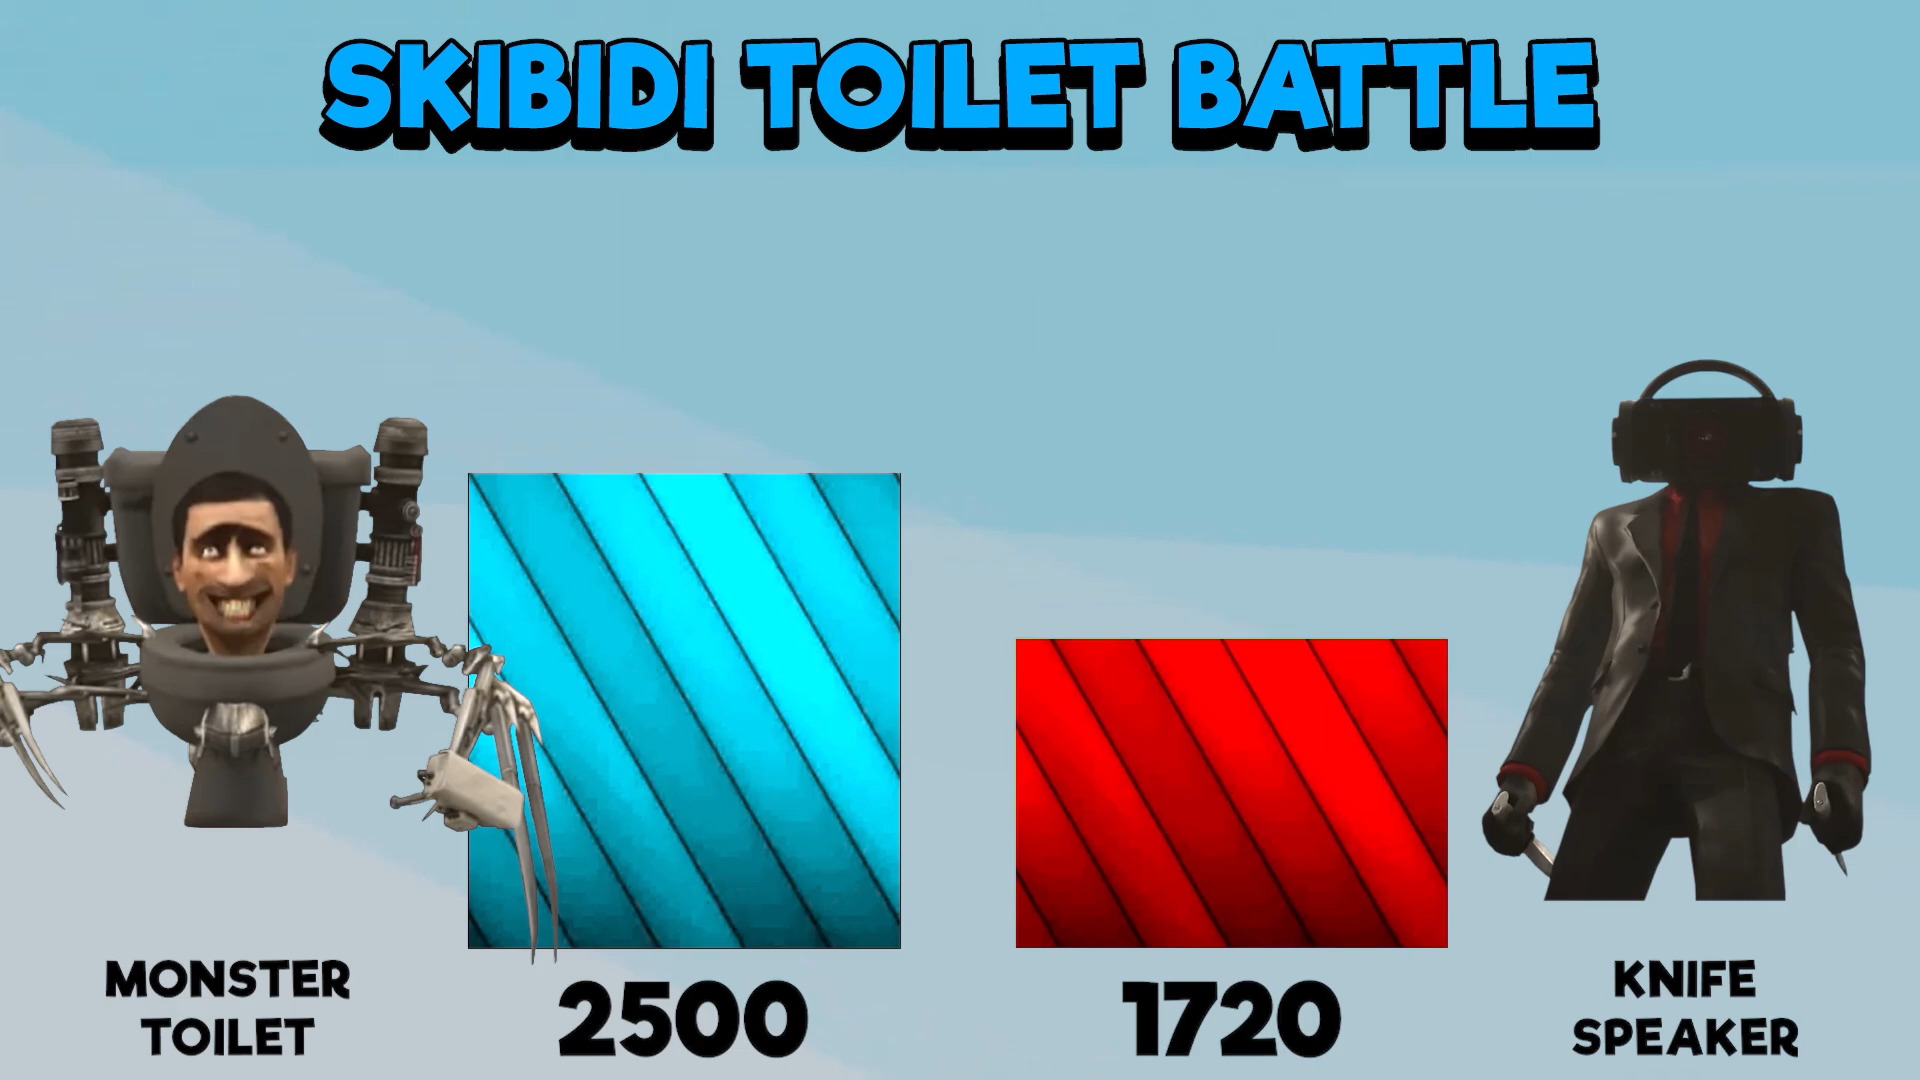 SKIBIDI TOILET BATTLE
MONSTER
TOILET
2500
1720
KNIFE
SPEAKER